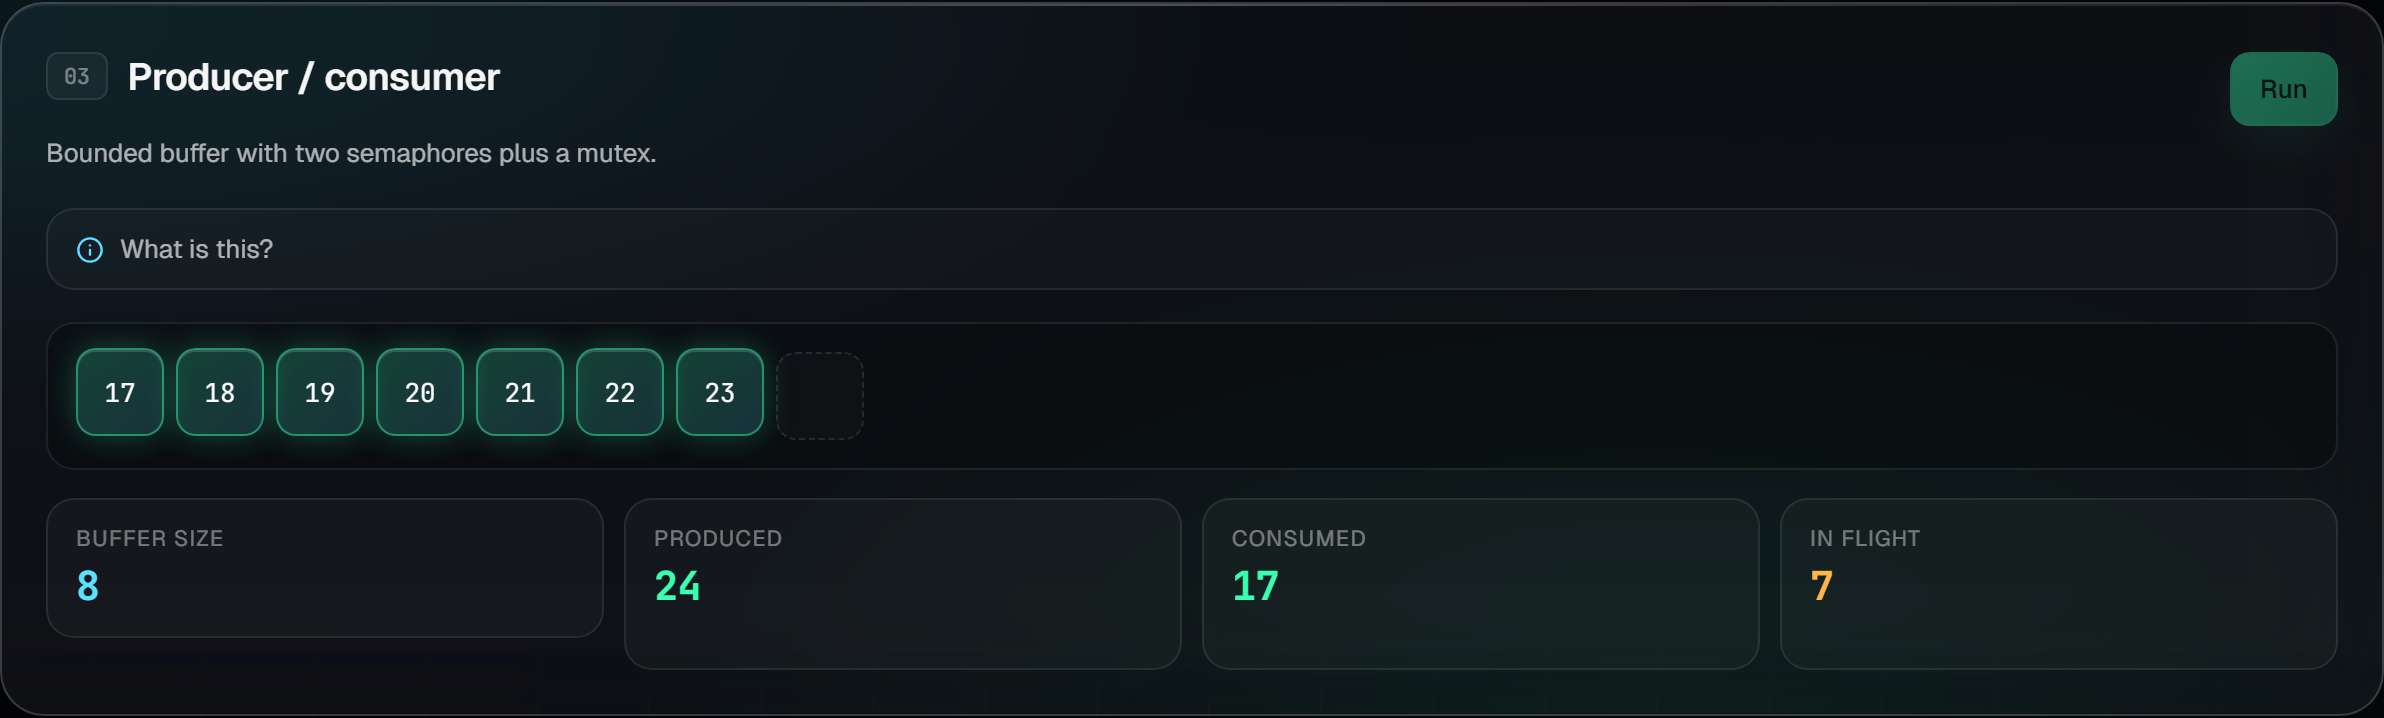 03
Producer / consumer
Run
Bounded buffer with two semaphores plus a mutex.
What is this?
17 18 19 20 21 22 23
BUFFER SIZE
8
PRODUCED
24
CONSUMED
17
IN FLIGHT
7